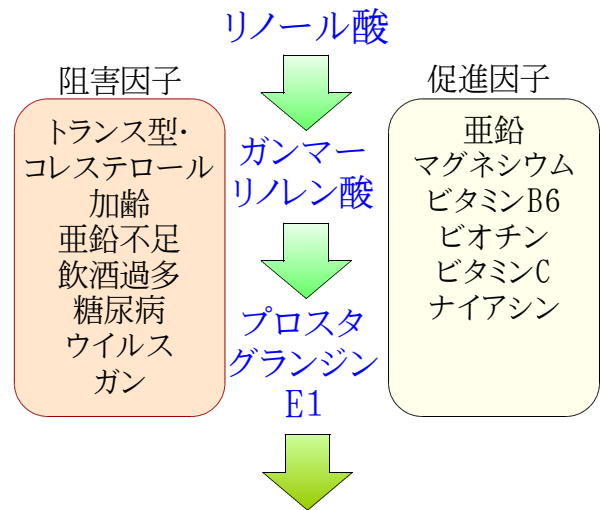 リノール酸
阻害因子
トランス型・
コレステロール
加齢
亜鉛不足
飲酒過多
糖尿病
ウイルス
ガン
ガンマー
リノレン酸
プロスタ
グランジン
E1
促進因子
亜鉛
マグネシウム
ビタミンB6
ビオチン
ビタミンC
ナイアシン